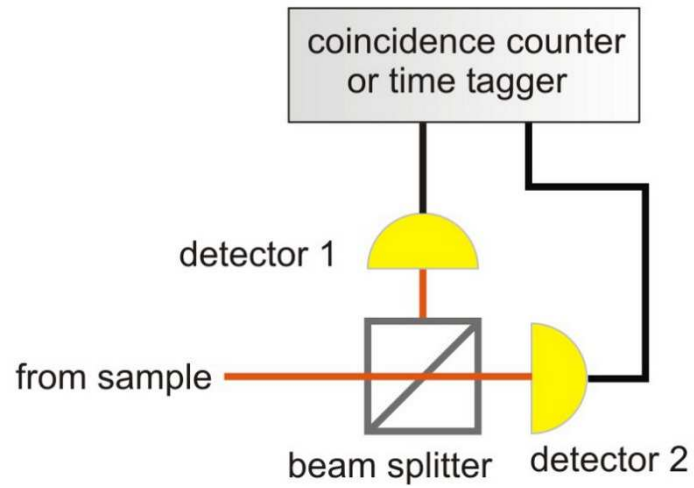 coincidence counter
or time tagger
detector 1
from sample
beam splitter
detector 2